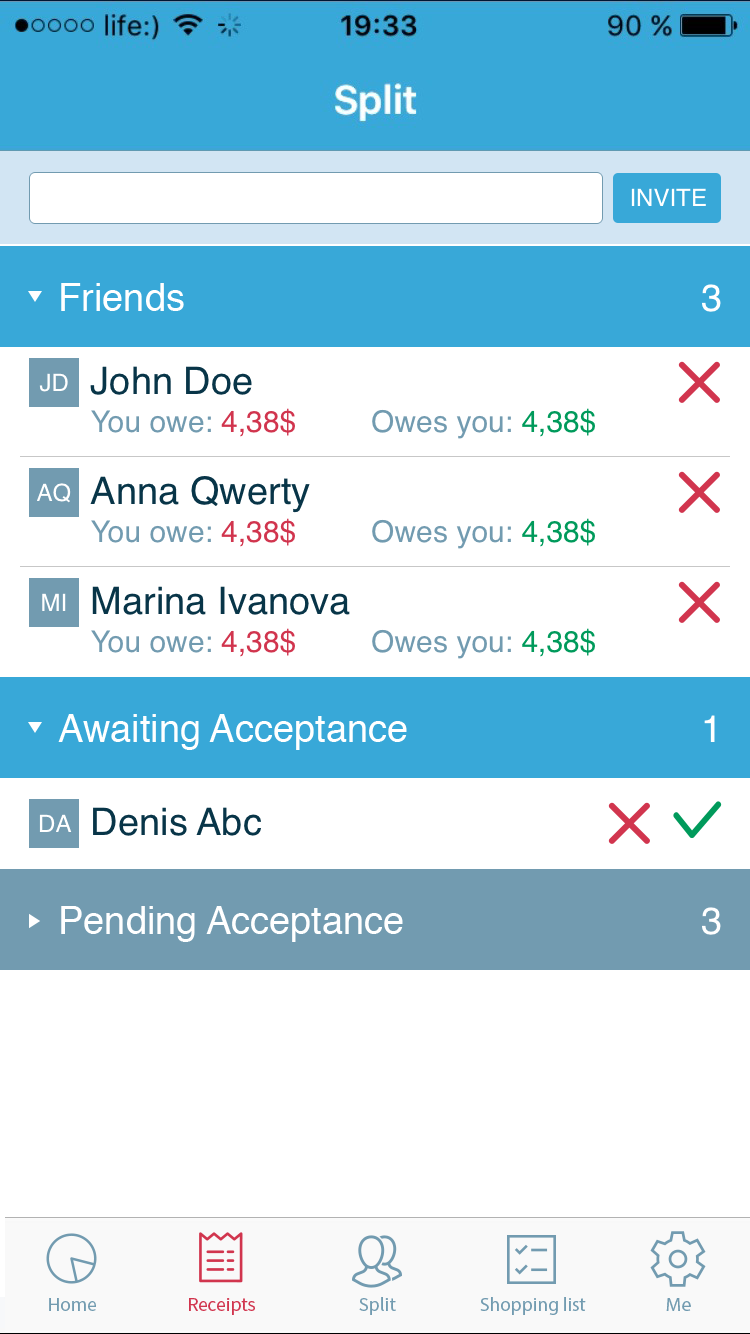 life:) 19:33 90 %
Split
INVITE
Friends 3
JD John Doe
You owe: 4,38$ Owes you: 4,38$
AQ Anna Qwerty
You owe: 4,38$ Owes you: 4,38$
MI Marina Ivanova
You owe: 4,38$ Owes you: 4,38$
Awaiting Acceptance 1
DA Denis Abc
Pending Acceptance 3
Home Receipts Split Shopping list Me